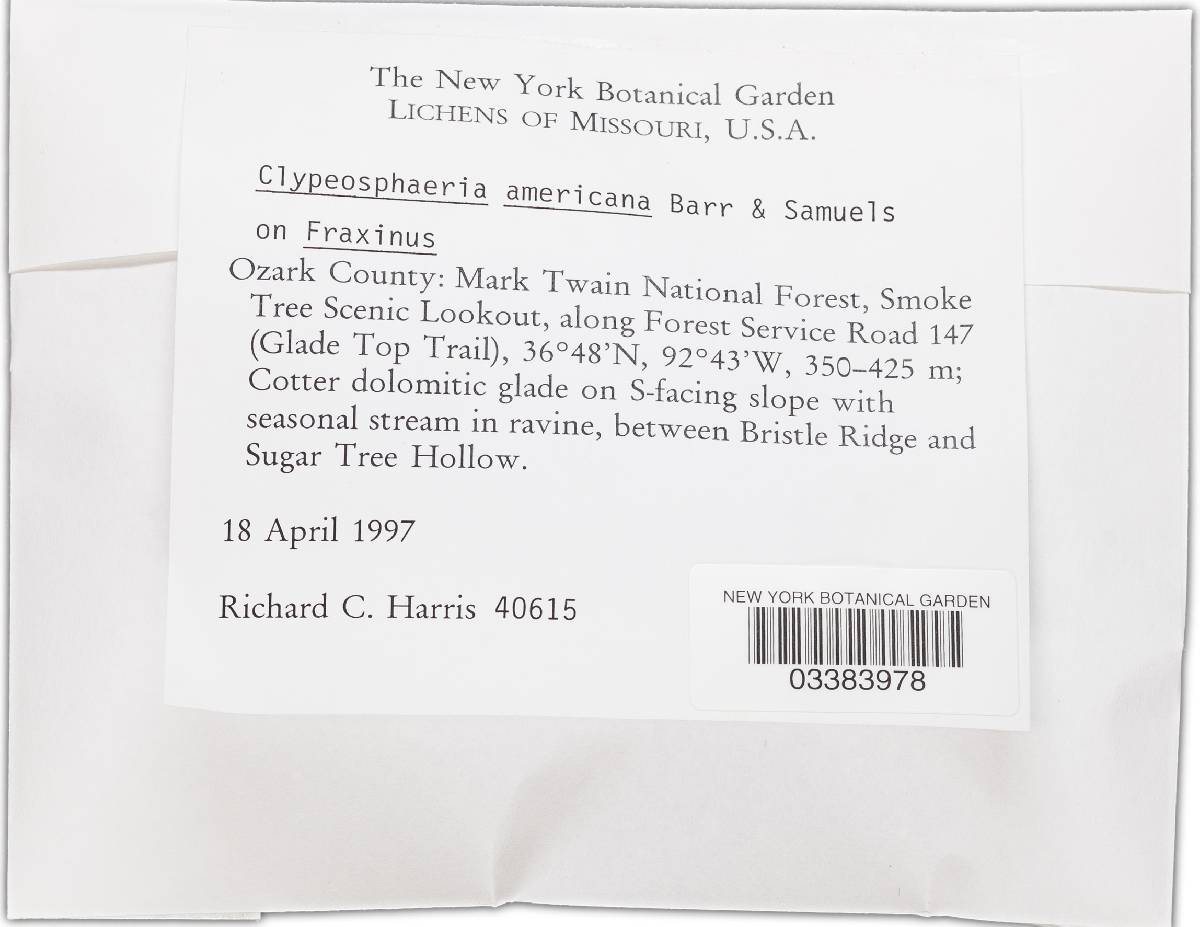 The New York Botanical Garden
LICHENS OF MISSOURI, U.S.A.
Clypeosphaeria americana Barr & Samuels
on Fraxinus
Ozark County: Mark Twain National Forest, Smoke
Tree Scenic Lookout, along Forest Service Road 147
(Glade Top Trail), 36°48'N, 92°43'W, 350–425 m;
Cotter dolomitic glade on S-facing slope with
seasonal stream in ravine, between Bristle Ridge and
Sugar Tree Hollow.
18 April 1997
Richard C. Harris 40615
NEW YORK BOTANICAL GARDEN
03383978